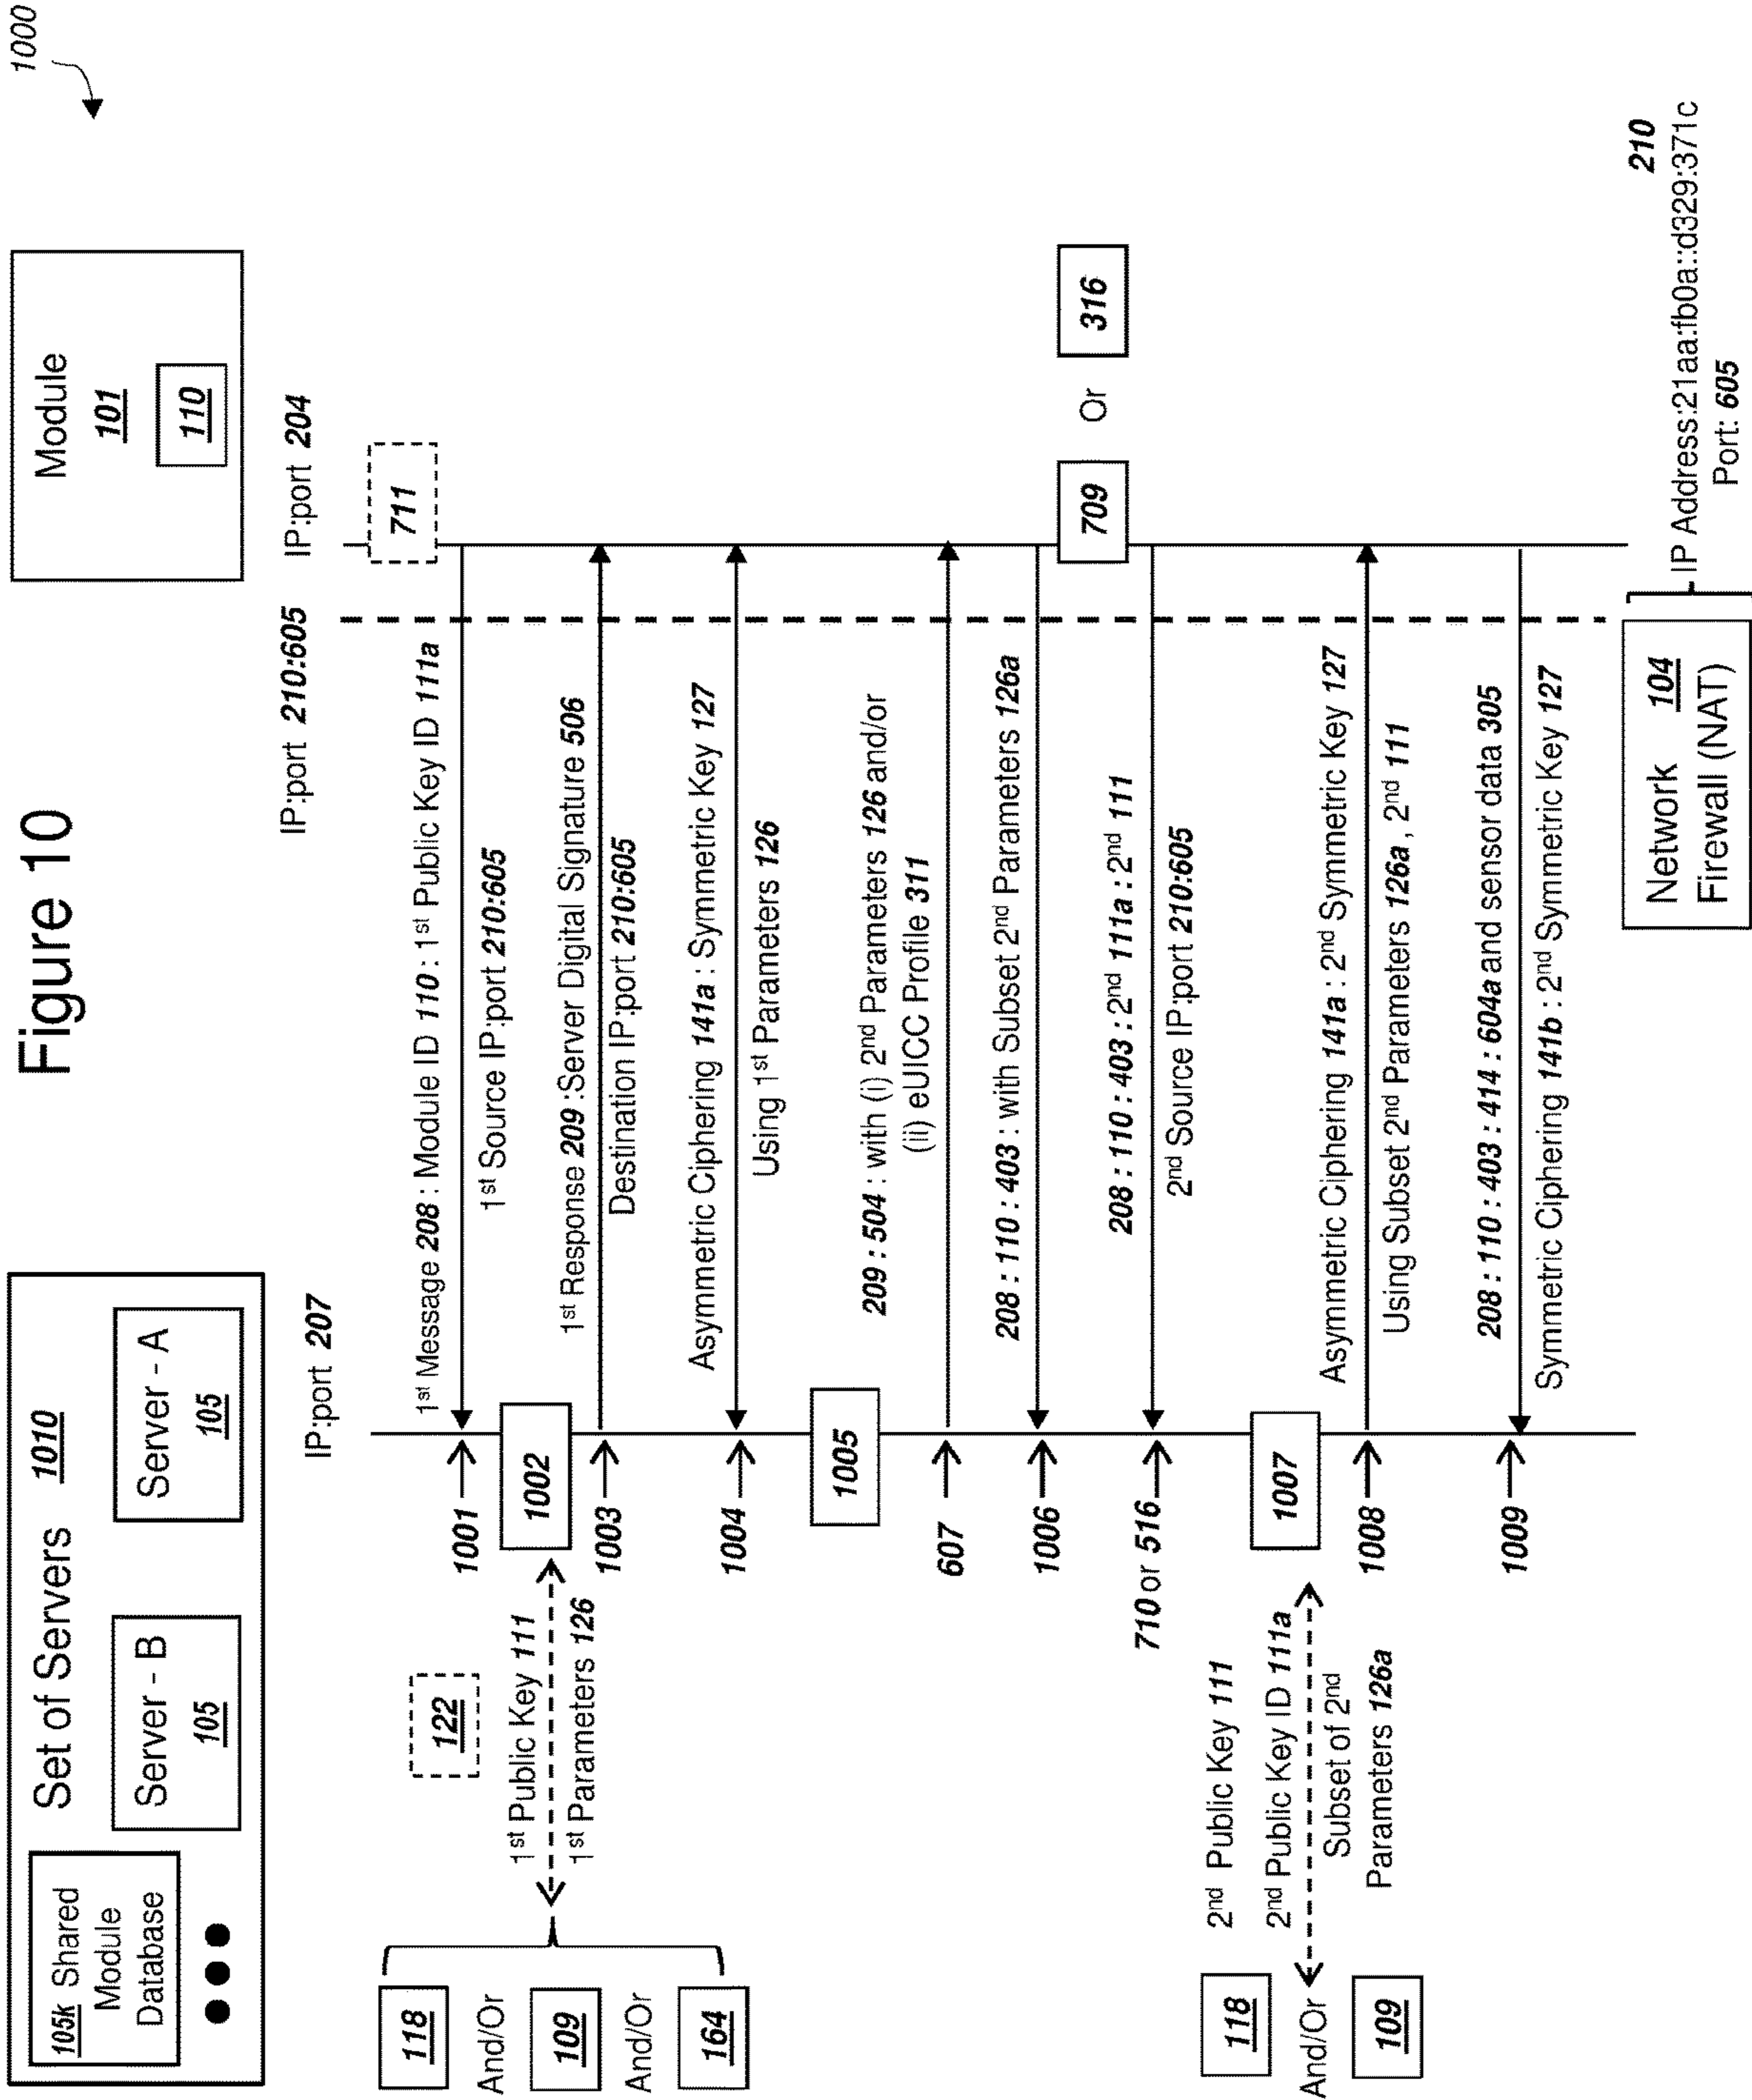 Figure 10
1000
Set of Servers 1010
105k Shared
Module
Database
Server - B
105
Server - A
105
Module
101
110
IP:port 207
IP:port 210:605
IP:port 204
711
1001
1st Message 208 : Module ID 110 : 1st Public Key ID 111a
1st Source IP:port 210:605
118
And/Or
109
And/Or
164
122
1st Public Key 111
1st Parameters 126
1002
1003
1st Response 209 :Server Digital Signature 506
Destination IP:port 210:605
1004
Asymmetric Ciphering 141a : Symmetric Key 127
Using 1st Parameters 126
1005
607
209 : 504 : with (i) 2nd Parameters 126 and/or
(ii) eUICC Profile 311
1006
208 : 110 : 403 : with Subset 2nd Parameters 126a
709
Or
316
710 or 516
208 : 110 : 403 : 2nd 111a : 2nd 111
2nd Source IP:port 210:605
118
And/Or
109
2nd Public Key 111
2nd Public Key ID 111a
Subset of 2nd
Parameters 126a
1007
1008
Asymmetric Ciphering 141a : 2nd Symmetric Key 127
Using Subset 2nd Parameters 126a , 2nd 111
1009
208 : 110 : 403 : 414 : 604a and sensor data 305
Symmetric Ciphering 141b : 2nd Symmetric Key 127
Network 104
Firewall (NAT)
210
IP Address:21aa:fb0a::d329:371c
Port: 605